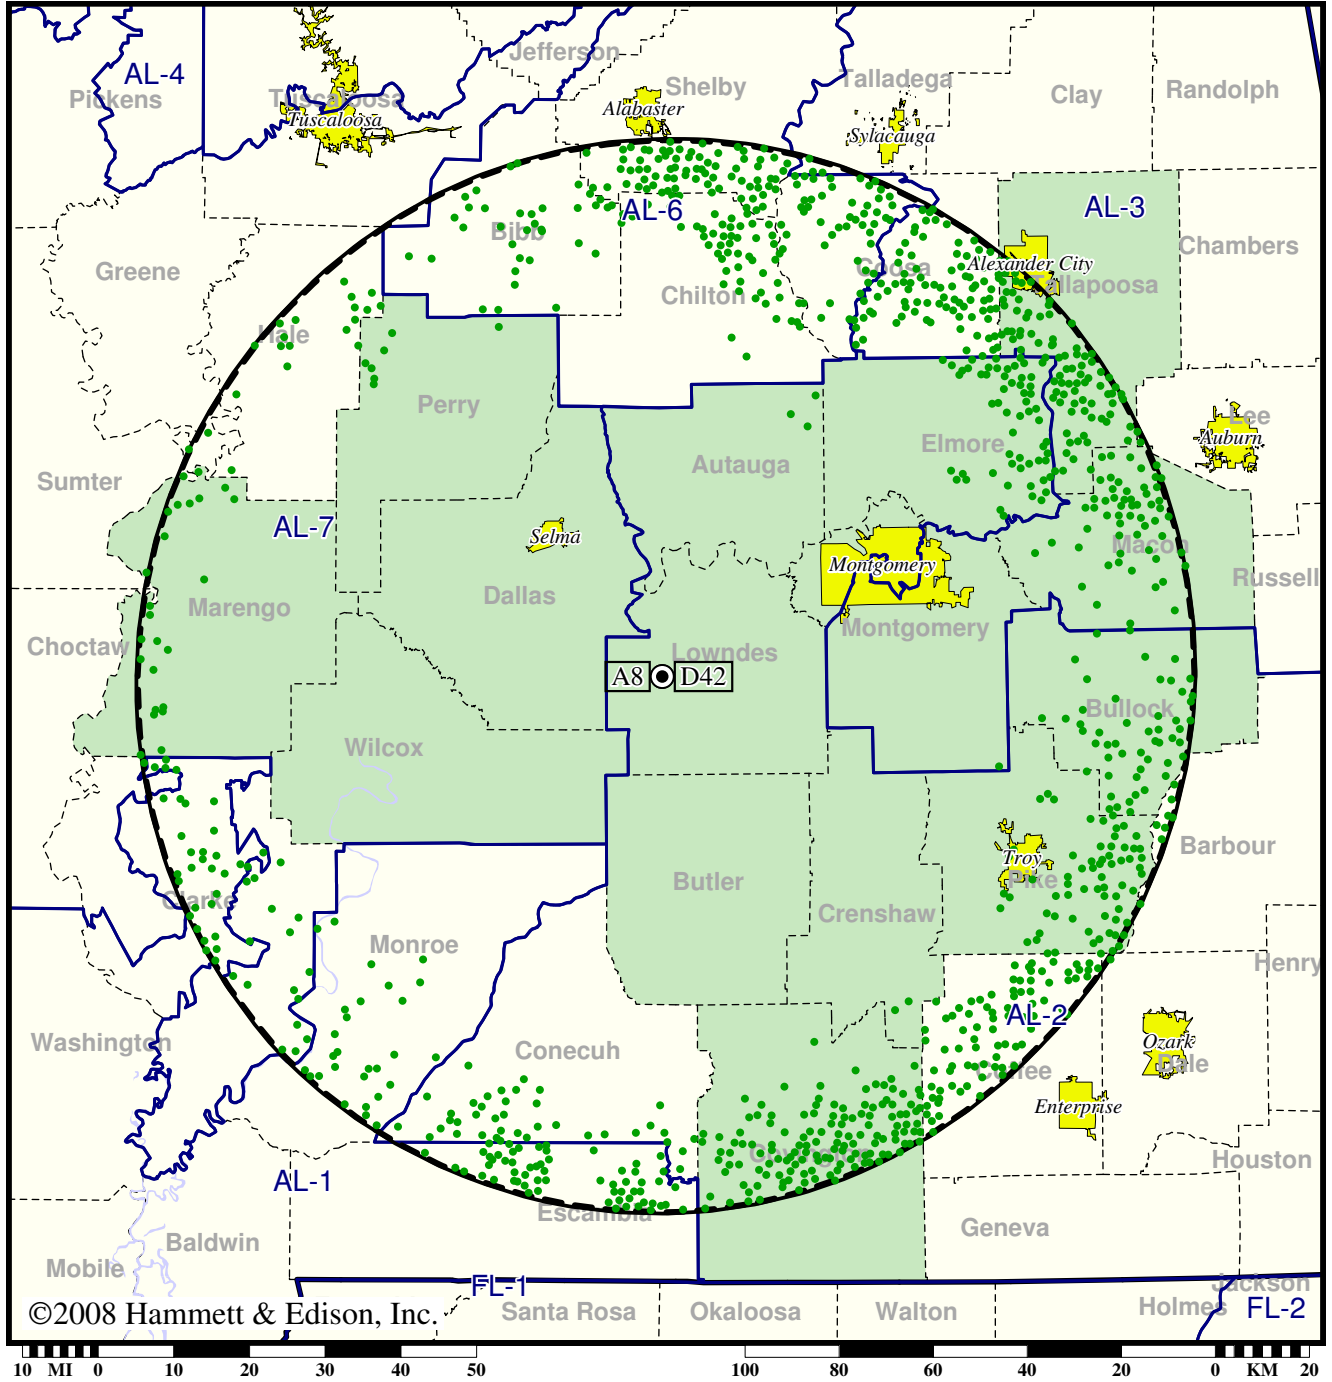 Jefferson
AL-4
Pickens
Tuscaloosa
Tuscaloosa
Shelby
Alabaster
Talladega
Sylacauga
Clay
Randolph
AL-6
AL-3
Bibb
Greene
Coosa
Alexander City
Tallapoosa
Chambers
Chilton
Hale
Perry
Lee
Auburn
Elmore
Autauga
Sumter
AL-7
Selma
Macon
Montgomery
Russell
Dallas
Marengo
Montgomery
Choctaw
Lowndes
A8
D42
Bullock
Wilcox
Barbour
Troy
Pike
Butler
Clarke
Crenshaw
Monroe
Henry
AL-2
Washington
Conecuh
Ozark
Dale
Coffee
Enterprise
Covington
Houston
AL-1
Escambia
Baldwin
Geneva
Mobile
FL-1
Jackson
©2008 Hammett & Edison, Inc.
Santa Rosa
Okaloosa
Walton
Holmes
FL-2
10 MI 0 10 20 30 40 50
100 80 60 40 20 0 KM 20